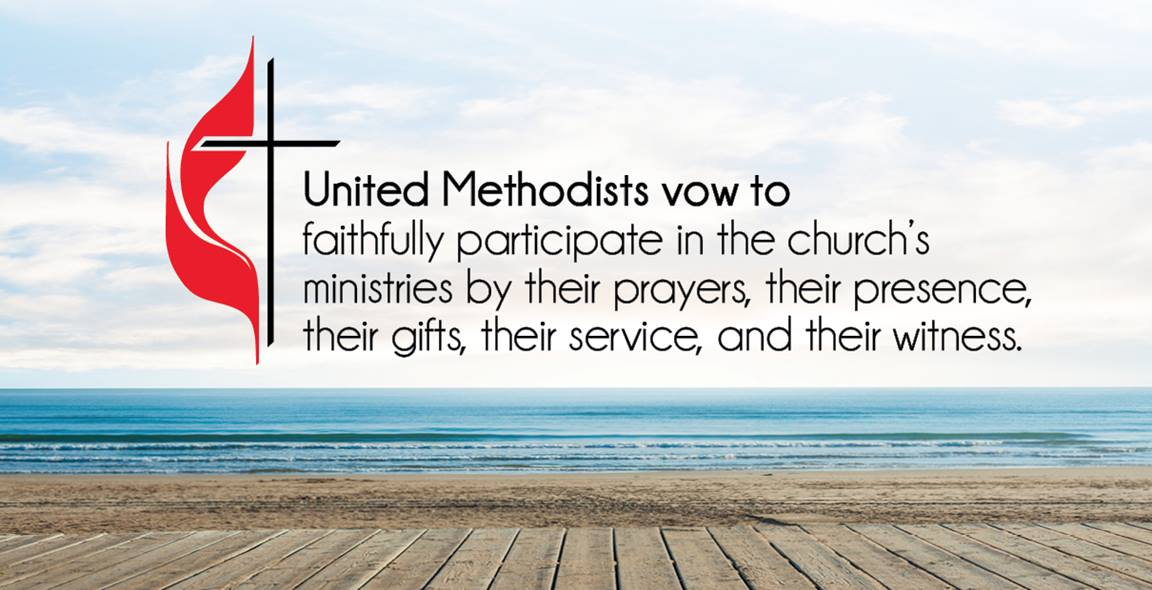 United Methodists vow to
faithfully participate in the church's
ministries by their prayers, their presence,
their gifts, their service, and their witness.